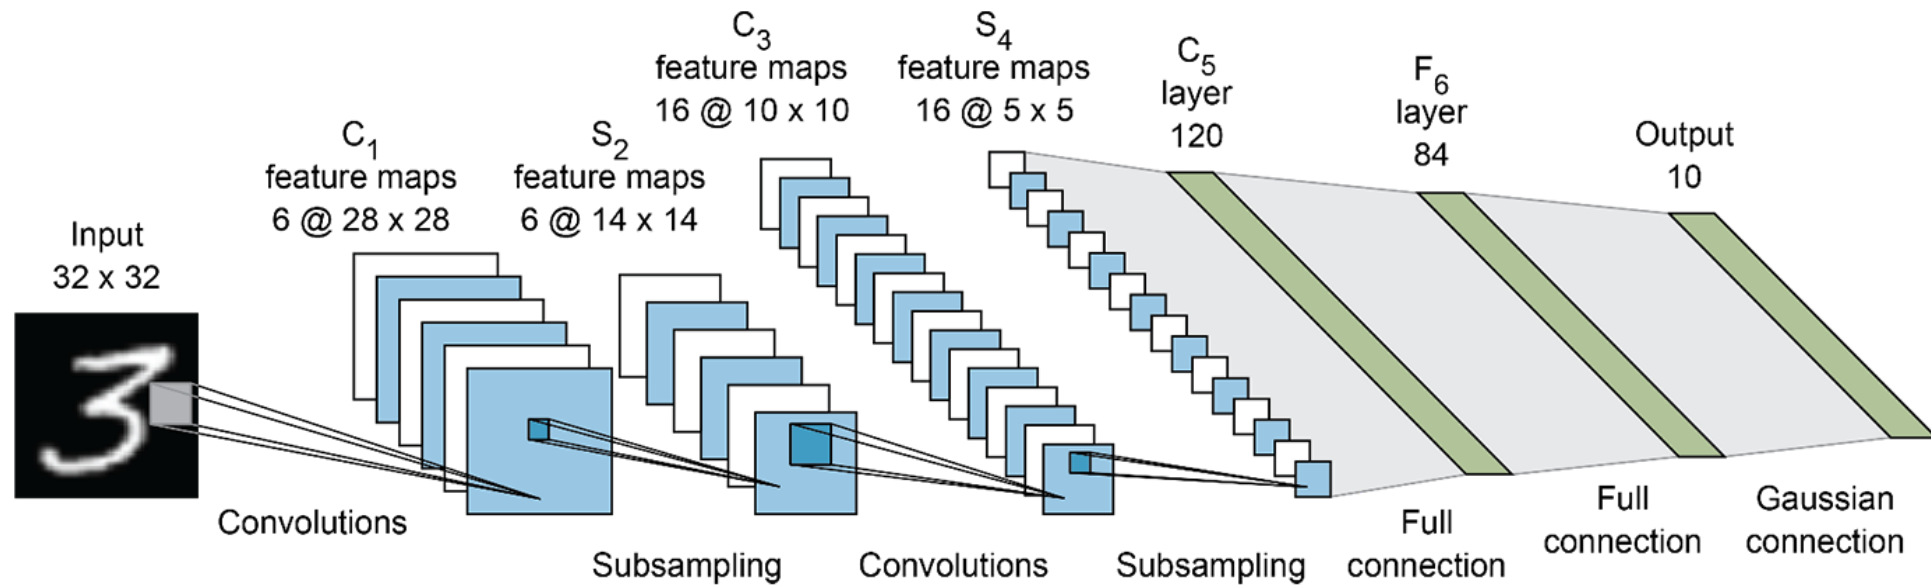 Input
32 x 32
C1
feature maps
6 @ 28 x 28
S2
feature maps
6 @ 14 x 14
C3
feature maps
16 @ 10 x 10
S4
feature maps
16 @ 5 x 5
C5
layer
120
F6
layer
84
Output
10
3
Convolutions
Subsampling
Convolutions
Subsampling
Full
connection
Full
connection
Gaussian
connection